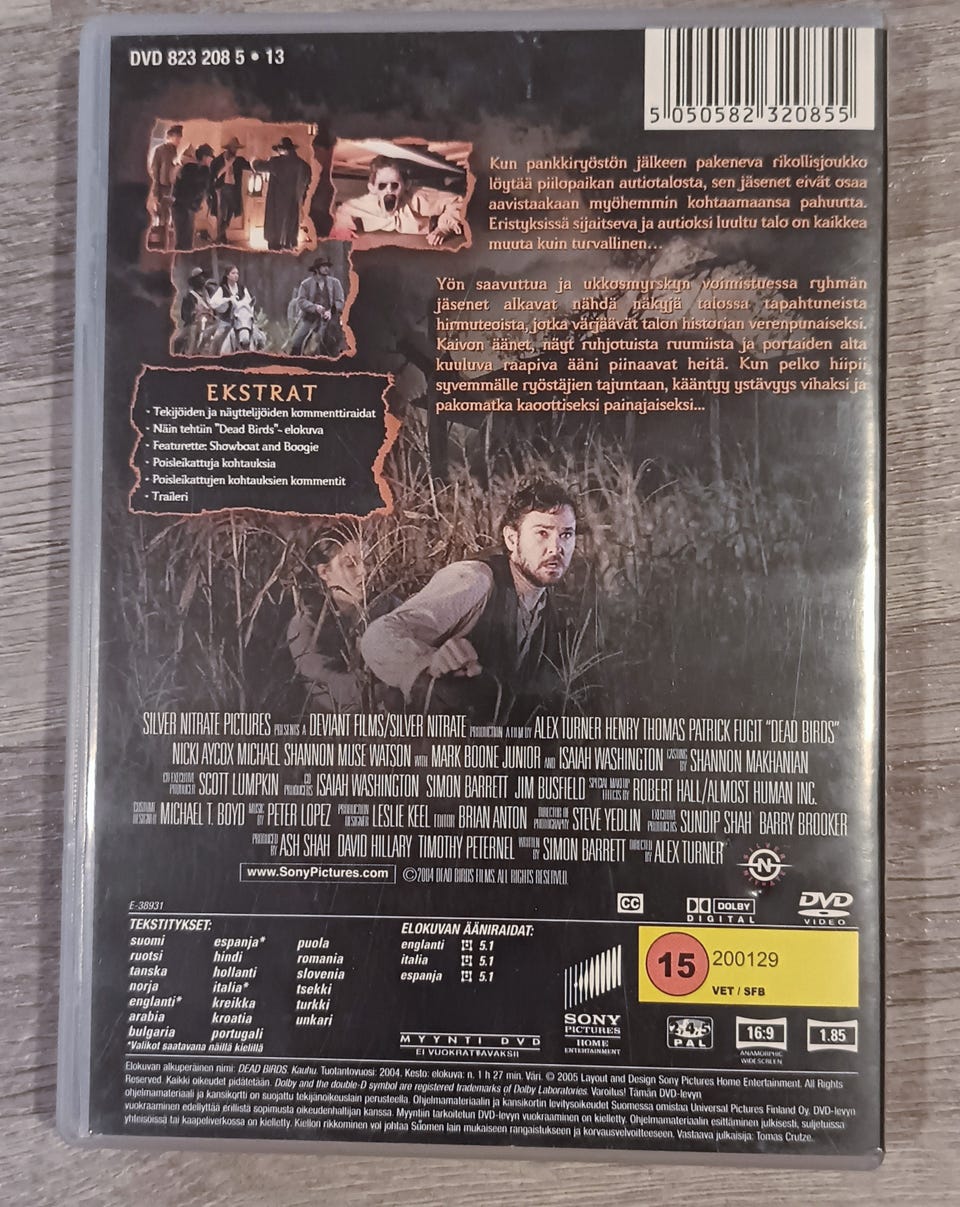 DVD 823 208 5 • 13
5 050582 320855
Kun pankkiryöstön jälkeen pakeneva rikollisjoukko
löytää piilopaikan autiotalosta, sen jäsenet eivät osaa
aavistaakaan myöhemmin kohtaamaansa pahuutta.
Eristyksissä sijaitseva ja autioksi luultu talo on kaikkea
muuta kuin turvallinen...
Yön saavuttua ja ukkosmyrskyn voimistuessa ryhmän
jäsenet alkavat nähdä näkyjä talossa tapahtuneista
hirmuteoista, jotka värjäävät talon historian verenpunaiseksi.
Kaivon äänet, näyt ruhjotuista ruumiista ja portaiden alta
kuuluva raapiva ääni piinaavat heitä. Kun pelko hiipii
syvemmälle ryöstäjien tajuntaan, kääntyy ystävyys vihaksi ja
pakomatka kaoottiseksi painajaiseksi...
EKSTRAT
- Tekijöiden ja näyttelijöiden kommenttiraidat
- Näin tehtiin "Dead Birds"- elokuva
- Featurette: Showboat and Boogie
- Poisleikattuja kohtauksia
- Poisleikattujen kohtauksien kommentit
- Traileri
SILVER NITRATE PICTURES PRESENTS A DEVIANT FILMS/SILVER NITRATE PRODUCTION A FILM BY ALEX TURNER HENRY THOMAS PATRICK FUGIT "DEAD BIRDS"
NICKI AYCOX MICHAEL SHANNON MUSE WATSON WITH MARK BOONE JUNIOR AND ISAIAH WASHINGTON CASTING BY SHANNON MAKHANIAN
CO EXECUTIVE PRODUCER SCOTT LUMPKIN CO PRODUCERS ISAIAH WASHINGTON SIMON BARRETT JIM BUSFIELD SPECIAL MAKEUP EFFECTS BY ROBERT HALL/ALMOST HUMAN INC.
COSTUME DESIGNER MICHAEL T. BOYD MUSIC BY PETER LOPEZ PRODUCTION DESIGNER LESLIE KEEL EDITOR BRIAN ANTON DIRECTOR OF PHOTOGRAPHY STEVE YEDLIN EXECUTIVE PRODUCERS SUNDIP SHAH BARRY BROOKER
PRODUCED BY ASH SHAH DAVID HILLARY TIMOTHY PETERNEL WRITTEN BY SIMON BARRETT DIRECTED BY ALEX TURNER
SILVER NITRATE
N
www.SonyPictures.com ©2004 DEAD BIRDS FILMS. ALL RIGHTS RESERVED.
E-38931
CC
DOLBY
DIGITAL
DVD
VIDEO
TEKSTITYKSET:
suomi
ruotsi
tanska
norja
englanti*
arabia
bulgaria
espanja*
hindi
hollanti
italia*
kreikka
kroatia
portugali
puola
romania
slovenia
tsekki
turkki
unkari
*Valikot saatavana näillä kielillä
ELOKUVAN ÄÄNIRAIDAT:
englanti 5.1
italia 5.1
espanja 5.1
MYYNTI DVD
EI VUOKRATTAVAKSI!
SONY
PICTURES
HOME
ENTERTAINMENT
15 200129
VET / SFB
2 4 5
PAL
16:9
ANAMORPHIC
WIDESCREEN
1.85
Elokuvan alkuperäinen nimi: DEAD BIRDS. Kauhu. Tuotantovuosi: 2004. Kesto: elokuva: n. 1 h 27 min. Väri. © 2005 Layout and Design Sony Pictures Home Entertainment. All Rights
Reserved. Kaikki oikeudet pidätetään. Dolby and the double-D symbol are registered trademarks of Dolby Laboratories. Varoitus! Tämän DVD-levyn
ohjelmamateriaali ja kansikortti on suojattu tekijänoikeuslain perusteella. Ohjelmamateriaalin ja kansikortin levitysoikeudet Suomessa omistaa Universal Pictures Finland Oy. DVD-levyn
vuokraaminen edellyttää erillistä sopimusta oikeudenhaltijan kanssa. Myyntiin tarkoitetun DVD-levyn vuokraaminen on kielletty. Ohjelmamateriaalin esittäminen julkisesti, suljetuissa
yhteisöissä tai kaapeliverkossa on kielletty. Kiellon rikkominen voi johtaa Suomen lain mukaiseen rangaistukseen ja korvausvelvoitteeseen. Vastaava julkaisija: Tomas Crutze.